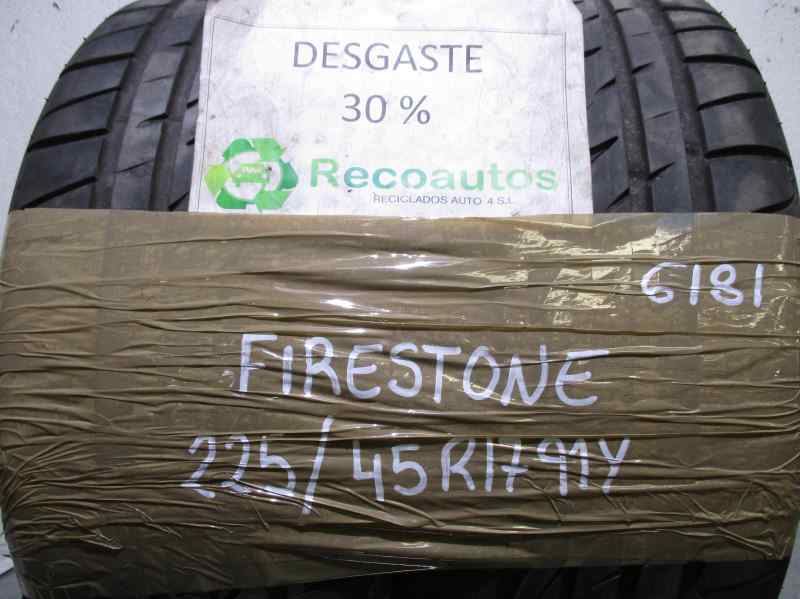 DESGASTE
30 %
Recoautos
RECICLADOS AUTO 4 S.L.
6181
FIRESTONE
225/45R17 91Y